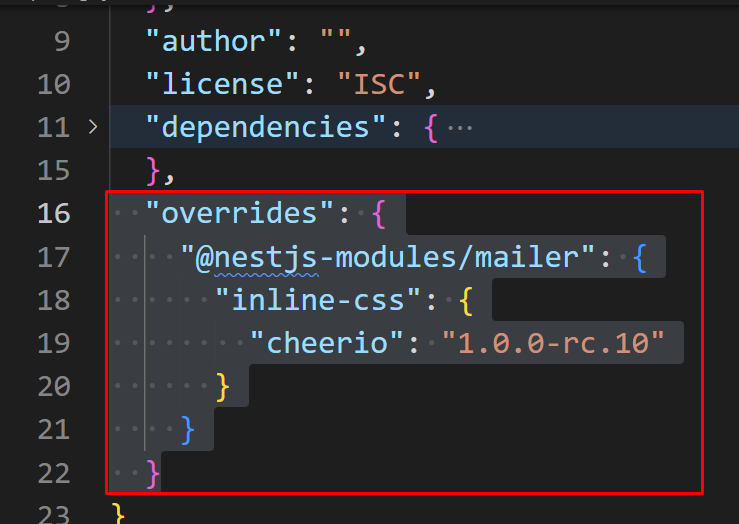 9 "author": "",
10 "license": "ISC",
11 > "dependencies": { ···
15 },
16 "overrides": {
17 "@nestjs-modules/mailer": {
18 "inline-css": {
19 "cheerio": "1.0.0-rc.10"
20 }
21 }
22 }
23 }